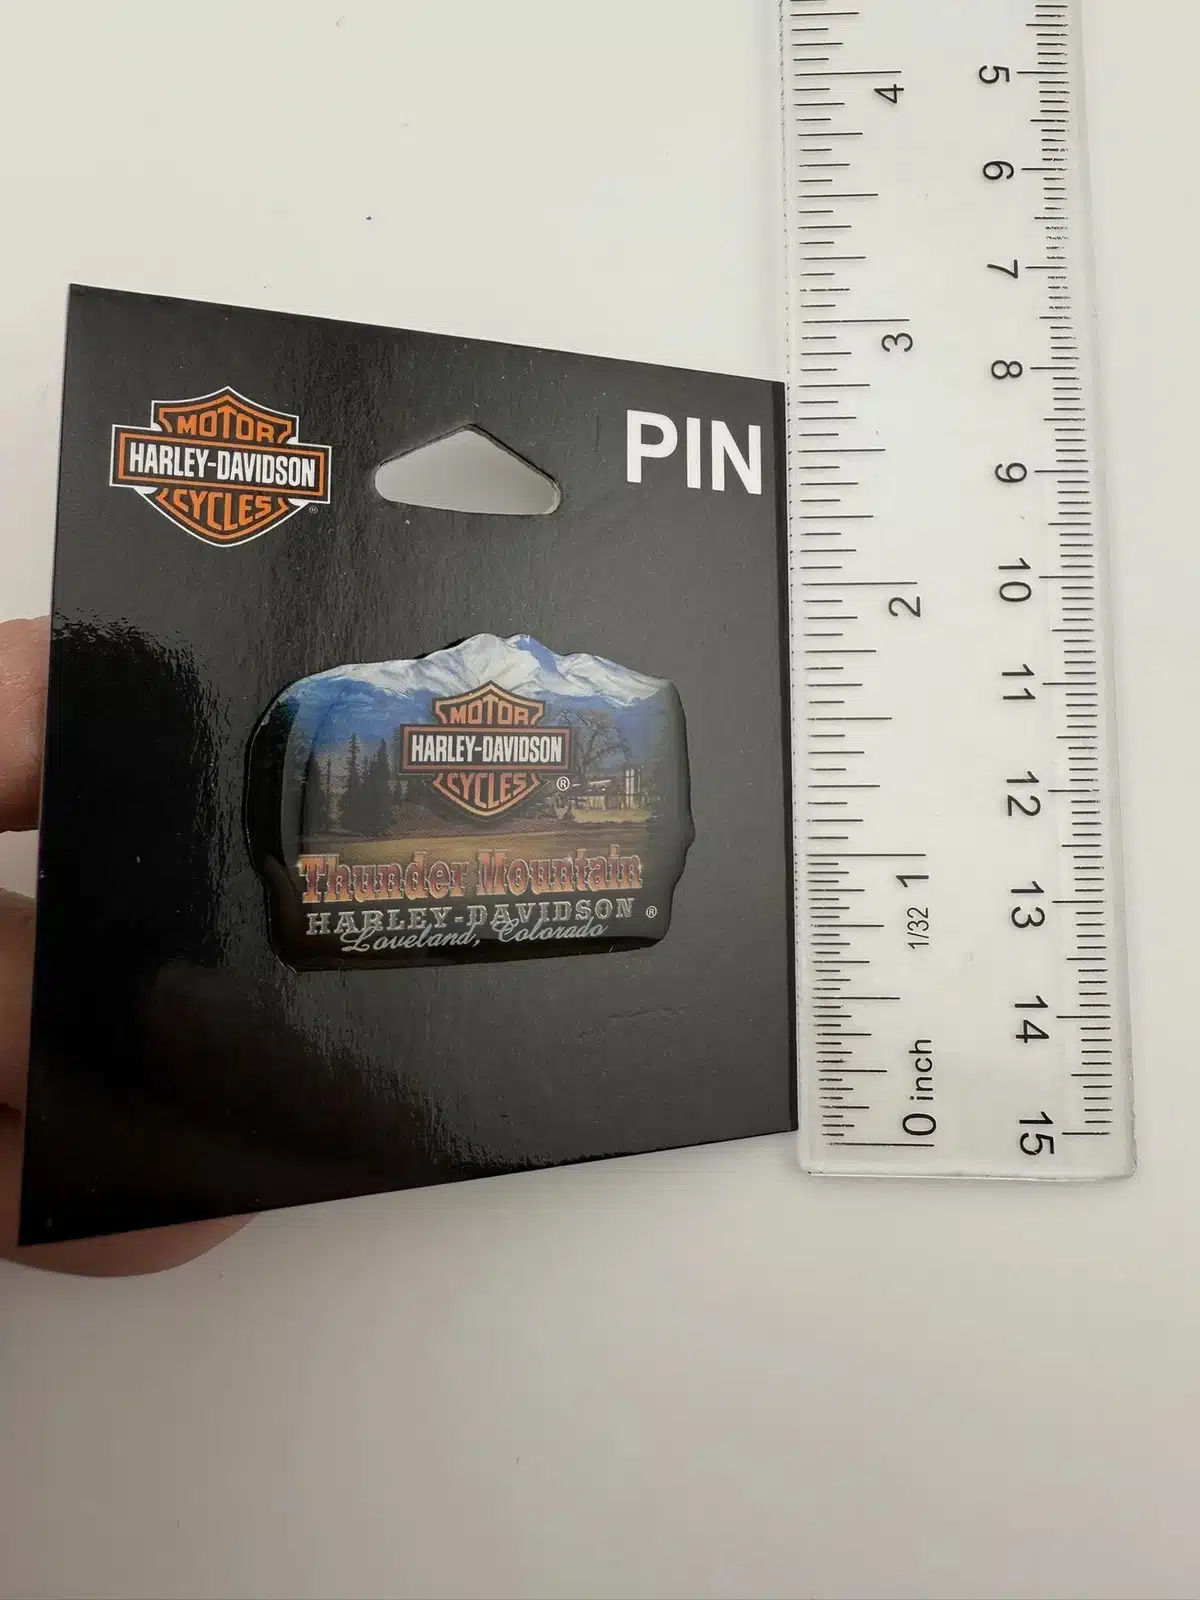 MOTOR
HARLEY-DAVIDSON
CYCLES
®
PIN
MOTOR
HARLEY-DAVIDSON
CYCLES
®
Thunder Mountain
HARLEY-DAVIDSON ®
Loveland, Colorado
4
3
2
1
1/32
0 inch
5
6
7
8
9
10
11
12
13
14
15